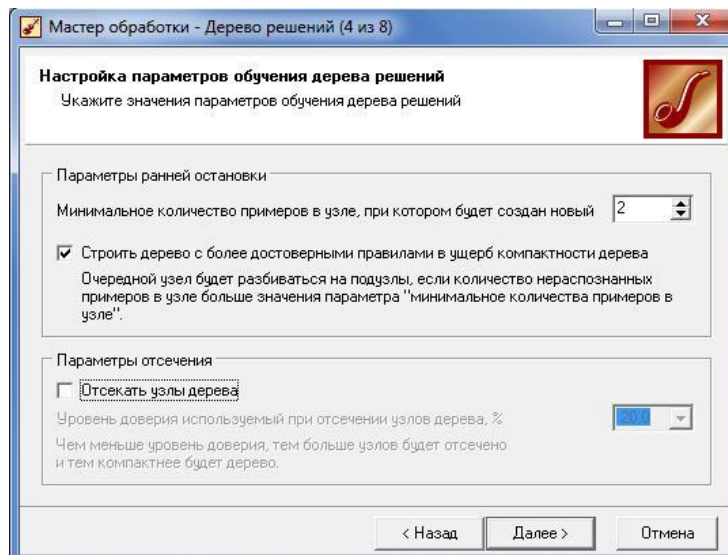 Мастер обработки - Дерево решений (4 из 8)
Настройка параметров обучения дерева решений
Укажите значения параметров обучения дерева решений
Параметры ранней остановки
Минимальное количество примеров в узле, при котором будет создан новый 2
Строить дерево с более достоверными правилами в ущерб компактности дерева
Очередной узел будет разбиваться на подузлы, если количество нераспознанных
примеров в узле больше значения параметра "минимальное количества примеров в
узле".
Параметры отсечения
Отсекать узлы дерева
Уровень доверия используемый при отсечении узлов дерева, % 20,0
Чем меньше уровень доверия, тем больше узлов будет отсечено
и тем компактнее будет дерево.
< Назад Далее > Отмена